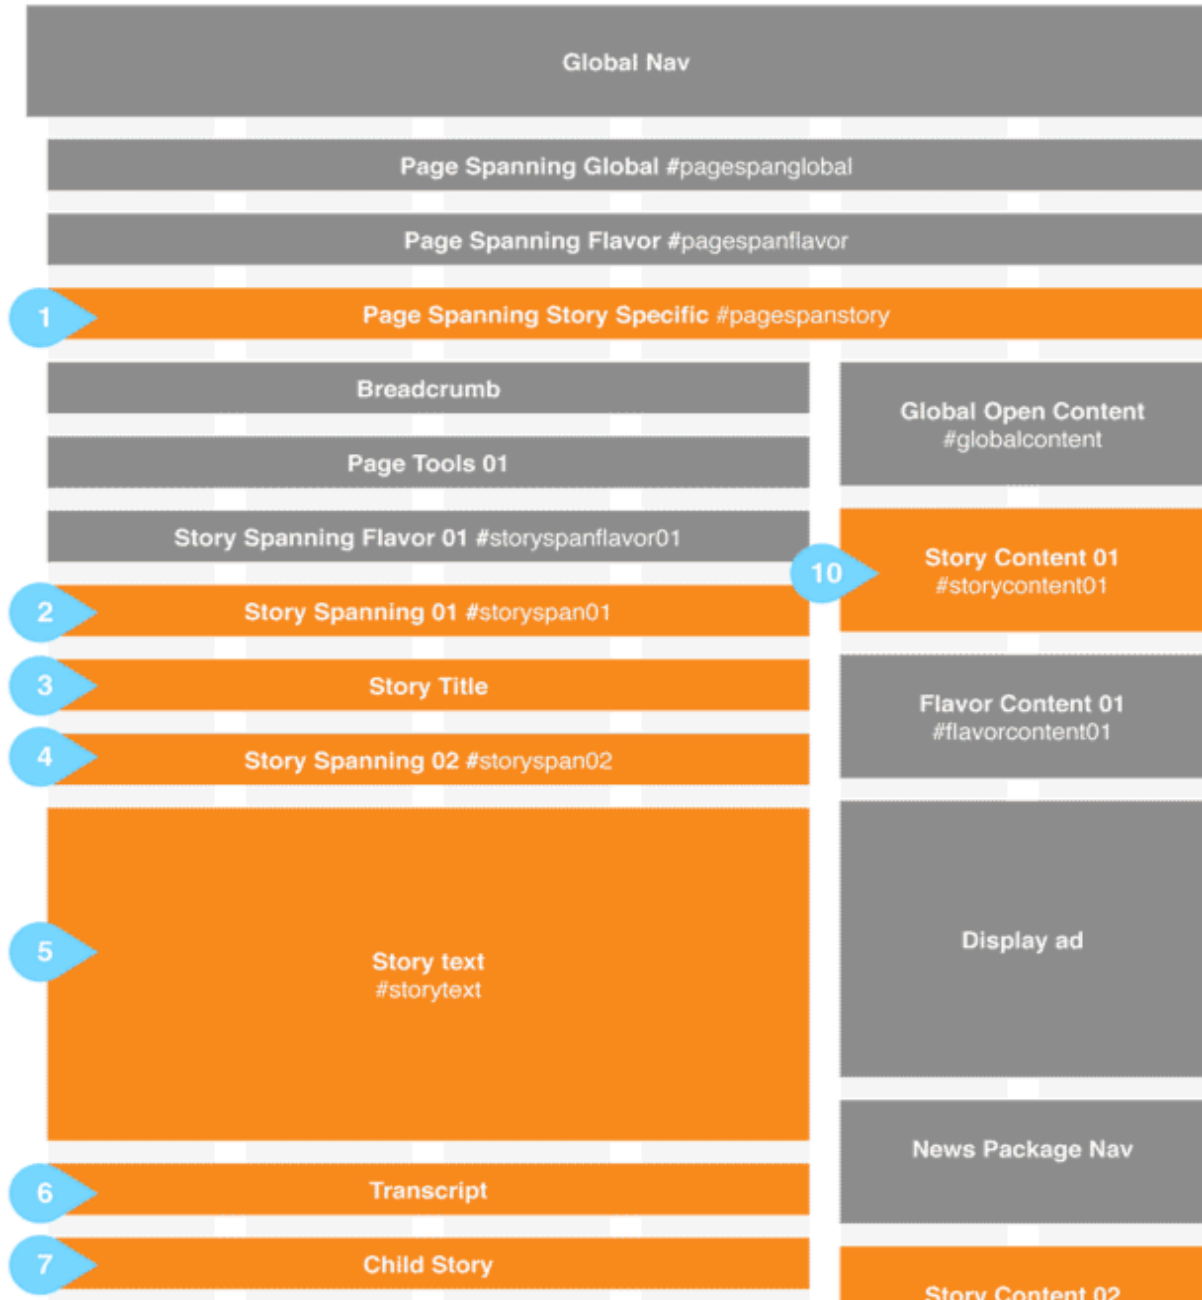 Global Nav
Page Spanning Global #pagespanglobal
Page Spanning Flavor #pagespanflavor
1
Page Spanning Story Specific #pagespanstory
Breadcrumb
Page Tools 01
Story Spanning Flavor 01 #storyspanflavor01
2
Story Spanning 01 #storyspan01
3
Story Title
4
Story Spanning 02 #storyspan02
5
Story text
#storytext
6
Transcript
7
Child Story
Global Open Content
#globalcontent
10
Story Content 01
#storycontent01
Flavor Content 01
#flavorcontent01
Display ad
News Package Nav
Story Content 02